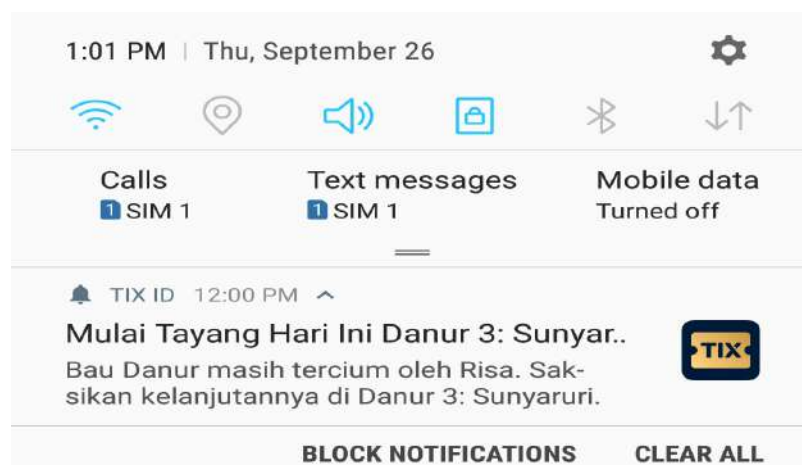 1:01 PM | Thu, September 26
Calls Text messages Mobile data
1 SIM 1 1 SIM 1 Turned off
TIX ID 12:00 PM
Mulai Tayang Hari Ini Danur 3: Sunyar..
TIX
Bau Danur masih tercium oleh Risa. Sak-
sikan kelanjutannya di Danur 3: Sunyaruri.
BLOCK NOTIFICATIONS CLEAR ALL